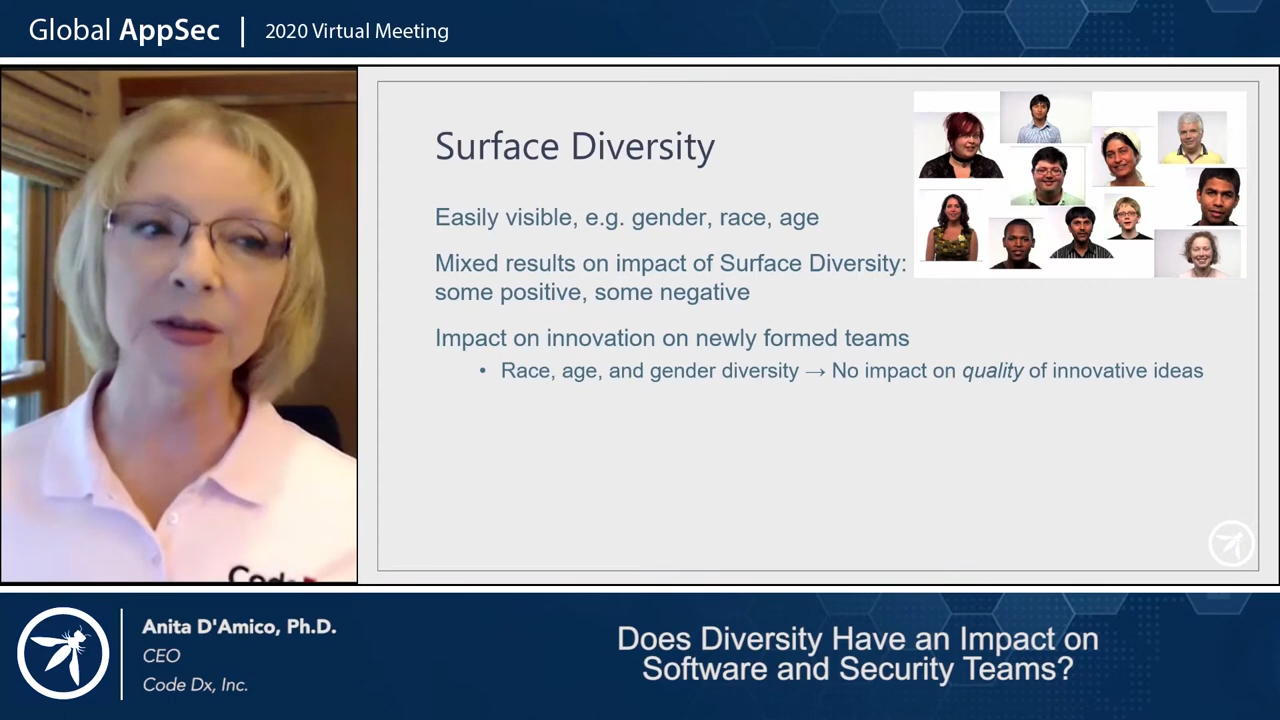 Global AppSec | 2020 Virtual Meeting
Surface Diversity
Easily visible, e.g. gender, race, age
Mixed results on impact of Surface Diversity:
some positive, some negative
Impact on innovation on newly formed teams
• Race, age, and gender diversity → No impact on quality of innovative ideas
Code
Anita D'Amico, Ph.D.
CEO
Code Dx, Inc.
Does Diversity Have an Impact on
Software and Security Teams?